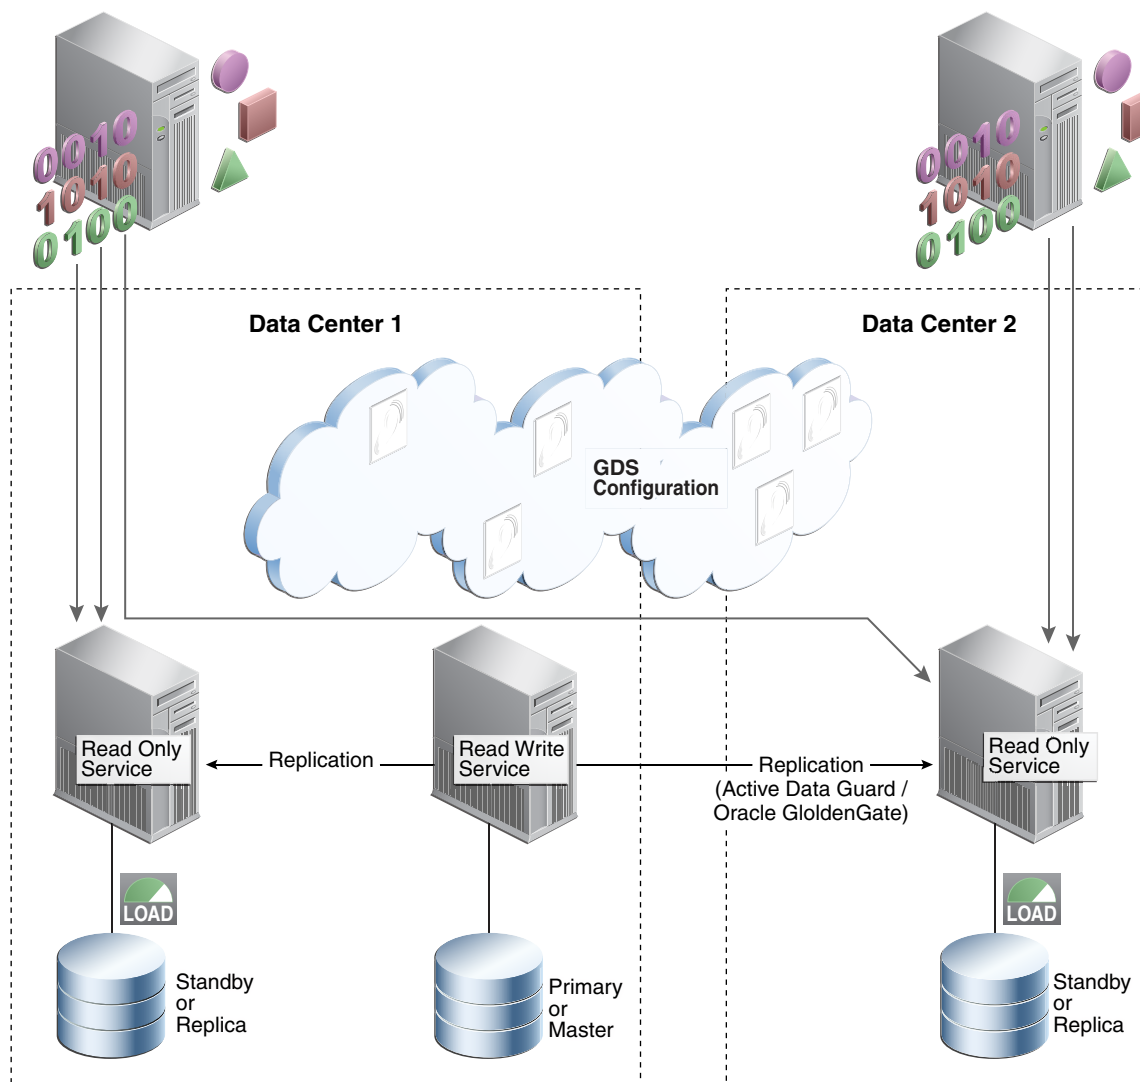 0010
1010
0100
0010
1010
0100
Data Center 1
Data Center 2
GDS
Configuration
Read Only
Service
Replication
Read Write
Service
Replication
(Active Data Guard /
Oracle GloldenGate)
Read Only
Service
LOAD
LOAD
Standby
or
Replica
Primary
or
Master
Standby
or
Replica